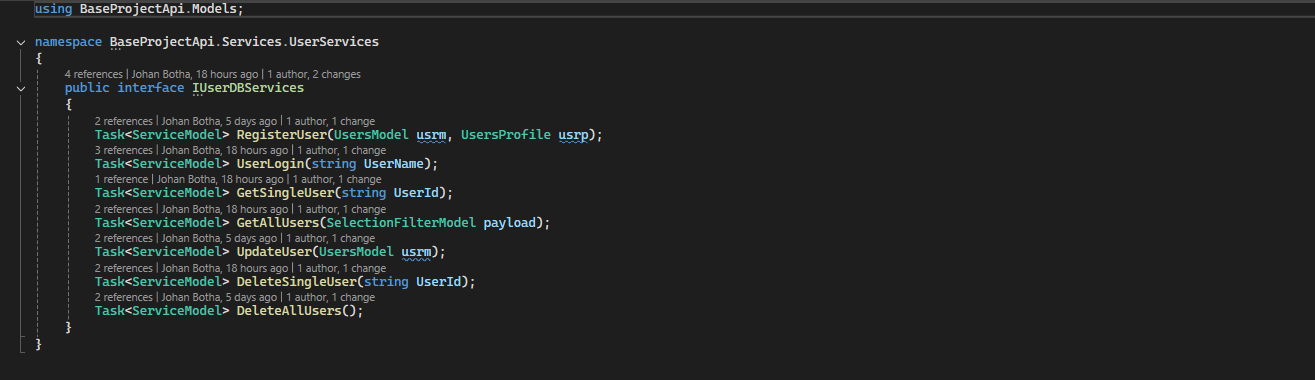 using BaseProjectApi.Models;
namespace BaseProjectApi.Services.UserServices
{
4 references | Johan Botha, 18 hours ago | 1 author, 2 changes
public interface IUserDBServices
{
2 references | Johan Botha, 5 days ago | 1 author, 1 change
Task<ServiceModel> RegisterUser(UsersModel usrm, UsersProfile usrp);
3 references | Johan Botha, 18 hours ago | 1 author, 1 change
Task<ServiceModel> UserLogin(string UserName);
1 reference | Johan Botha, 18 hours ago | 1 author, 1 change
Task<ServiceModel> GetSingleUser(string UserId);
2 references | Johan Botha, 18 hours ago | 1 author, 1 change
Task<ServiceModel> GetAllUsers(SelectionFilterModel payload);
2 references | Johan Botha, 5 days ago | 1 author, 1 change
Task<ServiceModel> UpdateUser(UsersModel usrm);
2 references | Johan Botha, 18 hours ago | 1 author, 1 change
Task<ServiceModel> DeleteSingleUser(string UserId);
2 references | Johan Botha, 5 days ago | 1 author, 1 change
Task<ServiceModel> DeleteAllUsers();
}
}